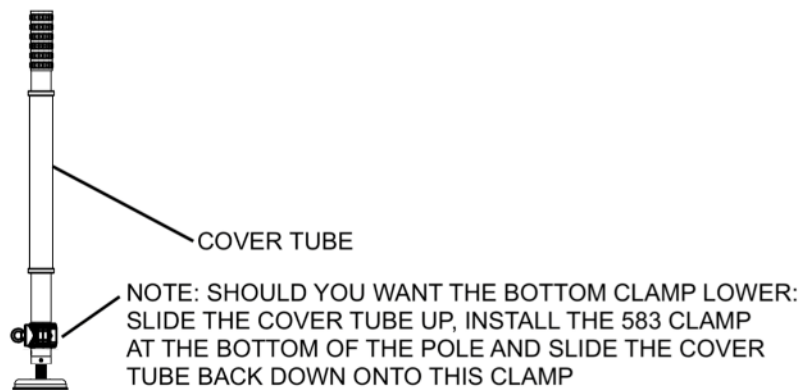 COVER TUBE
NOTE: SHOULD YOU WANT THE BOTTOM CLAMP LOWER:
SLIDE THE COVER TUBE UP, INSTALL THE 583 CLAMP
AT THE BOTTOM OF THE POLE AND SLIDE THE COVER
TUBE BACK DOWN ONTO THIS CLAMP